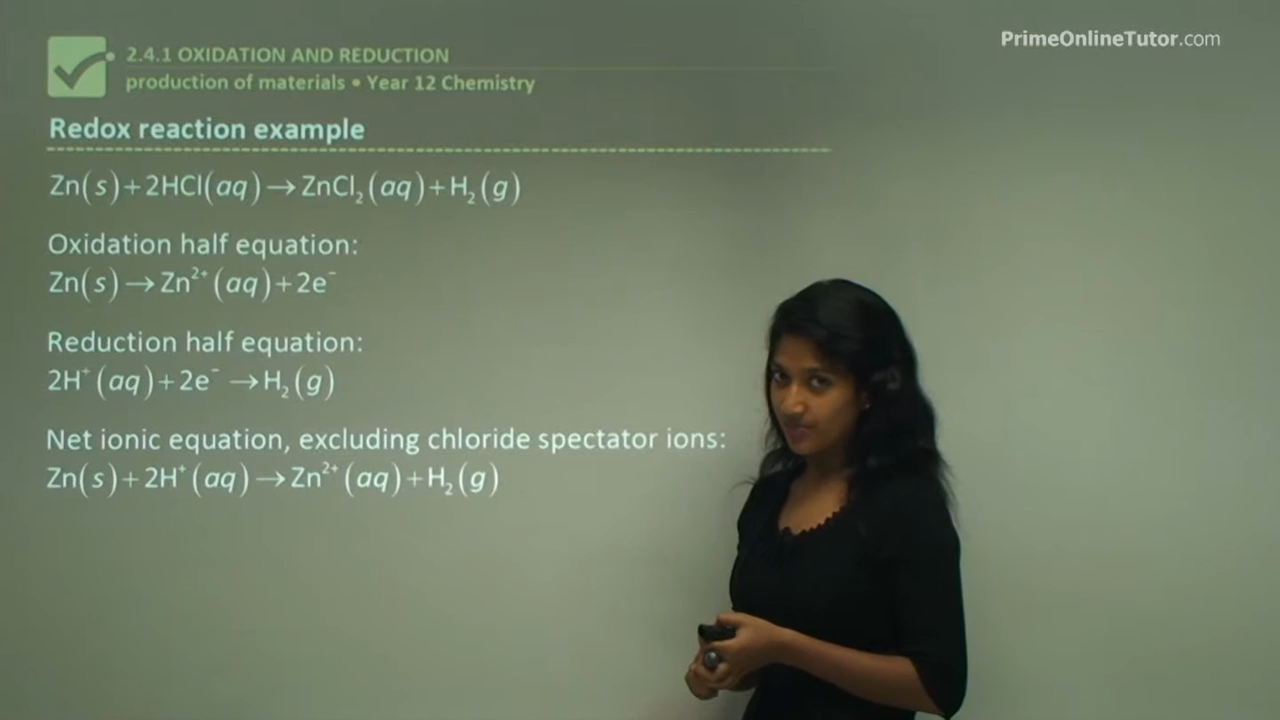 PrimeOnlineTutor.com
2.4.1 OXIDATION AND REDUCTION
production of materials • Year 12 Chemistry
Redox reaction example
Zn(s)+2HCl(aq)→ZnCl₂(aq)+H₂(g)
Oxidation half equation:
Zn(s)→Zn²⁺(aq)+2e⁻
Reduction half equation:
2H⁺(aq)+2e⁻→H₂(g)
Net ionic equation, excluding chloride spectator ions:
Zn(s)+2H⁺(aq)→Zn²⁺(aq)+H₂(g)